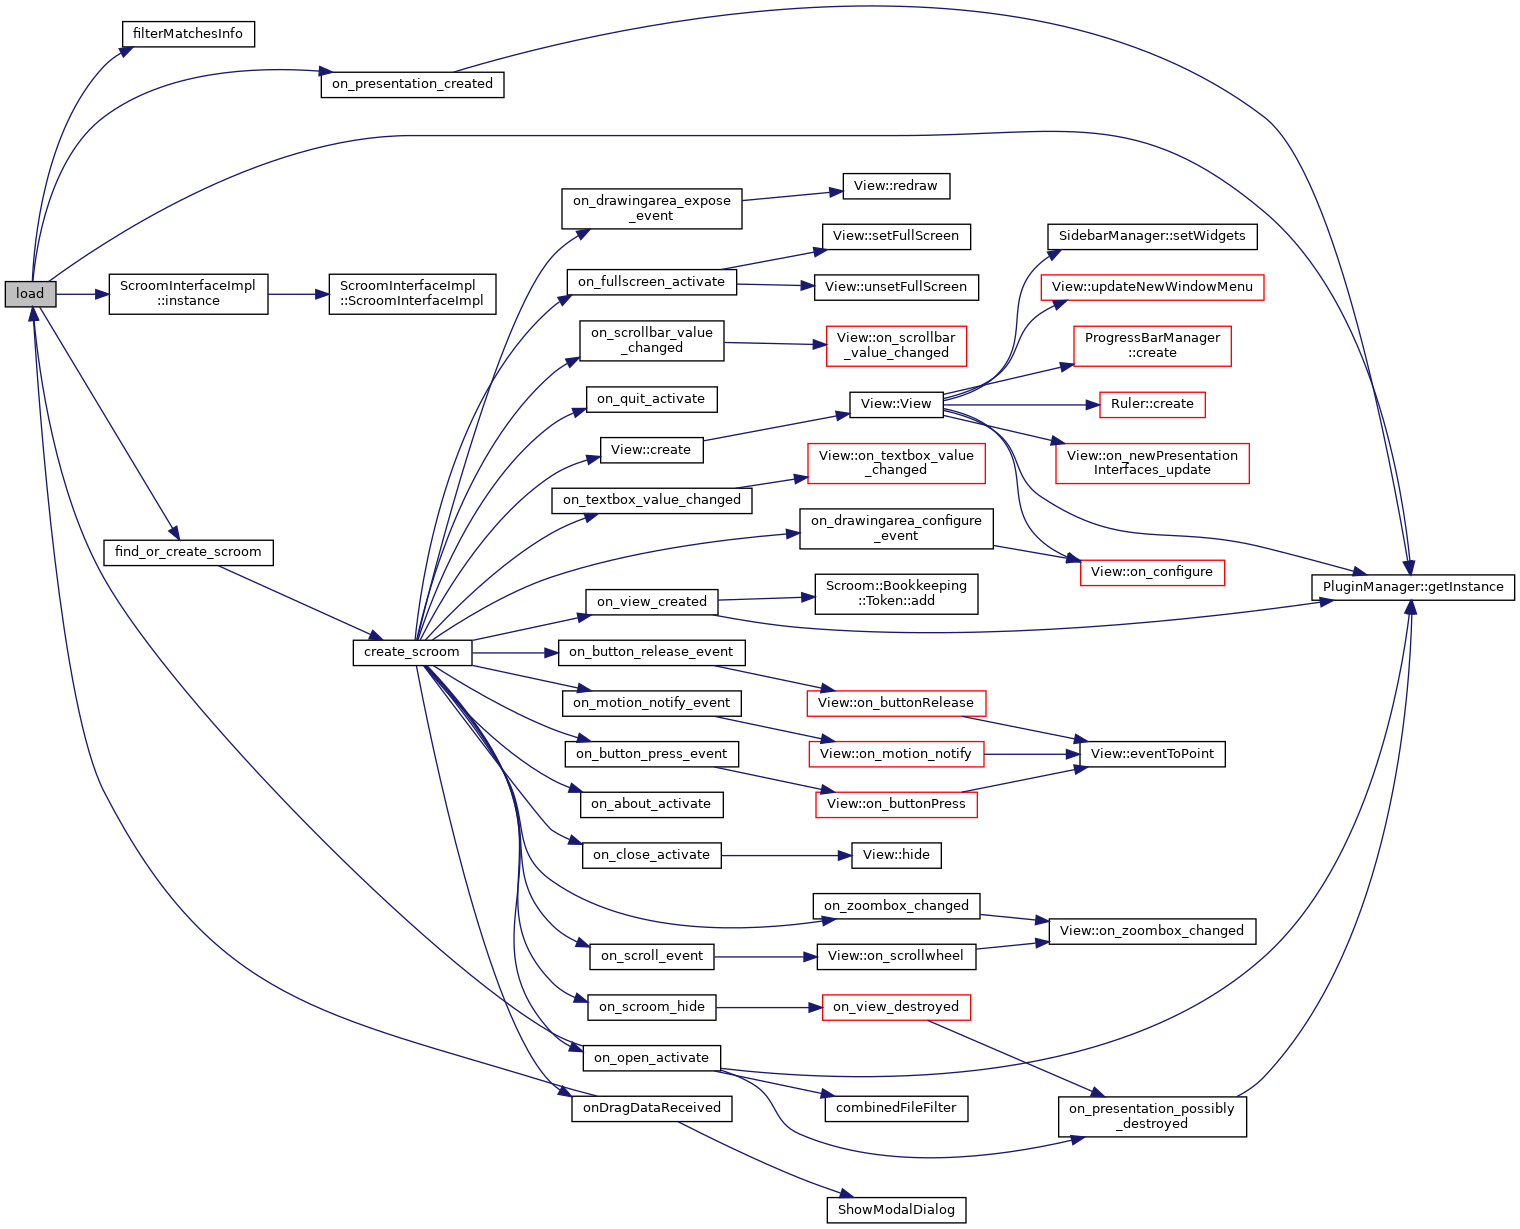 filterMatchesInfo
on_presentation_created
load
ScroomInterfaceImpl
::instance
ScroomInterfaceImpl
::ScroomInterfaceImpl
find_or_create_scroom
create_scroom
on_drawingarea_expose
_event
View::redraw
on_fullscreen_activate
View::setFullScreen
View::unsetFullScreen
on_scrollbar_value
_changed
View::on_scrollbar
_value_changed
on_quit_activate
View::create
View::View
SidebarManager::setWidgets
View::updateNewWindowMenu
ProgressBarManager
::create
Ruler::create
View::on_newPresentation
Interfaces_update
on_textbox_value_changed
View::on_textbox_value
_changed
on_drawingarea_configure
_event
View::on_configure
PluginManager::getInstance
on_view_created
Scroom::Bookkeeping
::Token::add
on_button_release_event
View::on_buttonRelease
on_motion_notify_event
View::on_motion_notify
View::eventToPoint
on_button_press_event
View::on_buttonPress
on_about_activate
on_close_activate
View::hide
on_zoombox_changed
View::on_zoombox_changed
on_scroll_event
View::on_scrollwheel
on_scroom_hide
on_view_destroyed
on_open_activate
combinedFileFilter
on_presentation_possibly
_destroyed
onDragDataReceived
ShowModalDialog